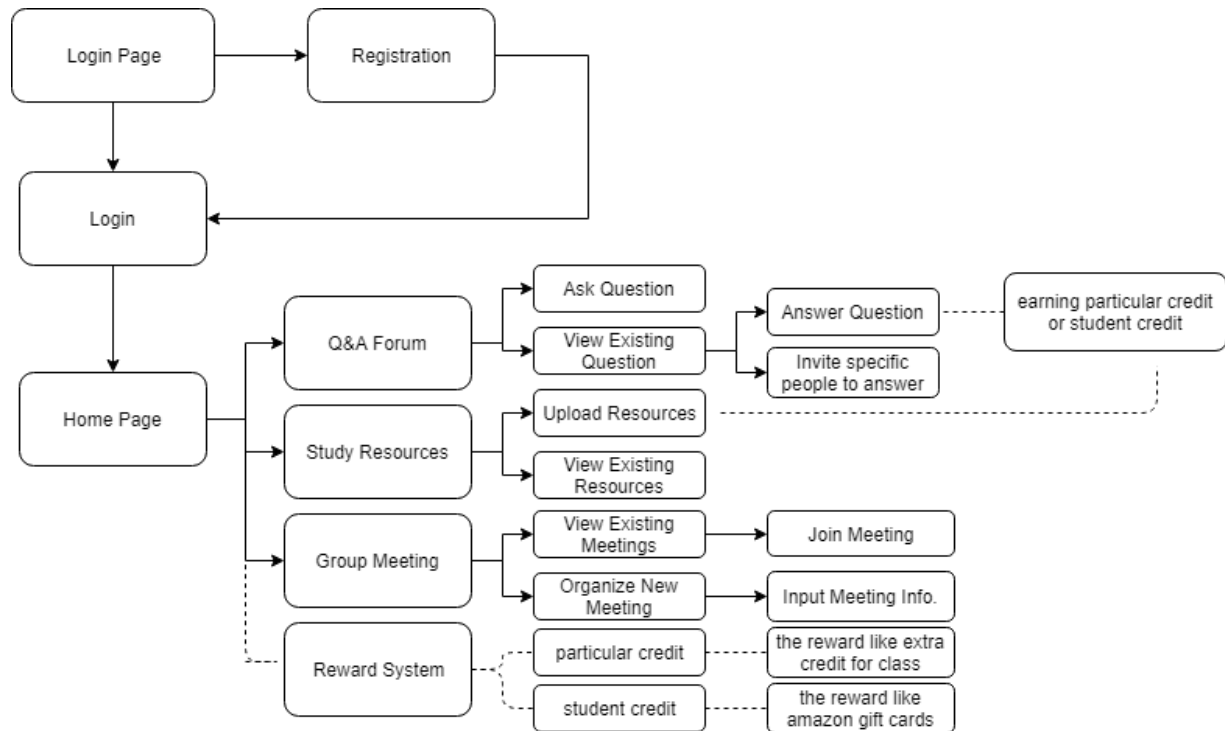 Login Page
Registration
Login
Home Page
Q&A Forum
Ask Question
View Existing
Question
Answer Question
Invite specific
people to answer
earning particular credit
or student credit
Study Resources
Upload Resources
View Existing
Resources
Group Meeting
View Existing
Meetings
Join Meeting
Organize New
Meeting
Input Meeting Info.
Reward System
particular credit
the reward like extra
credit for class
student credit
the reward like
amazon gift cards